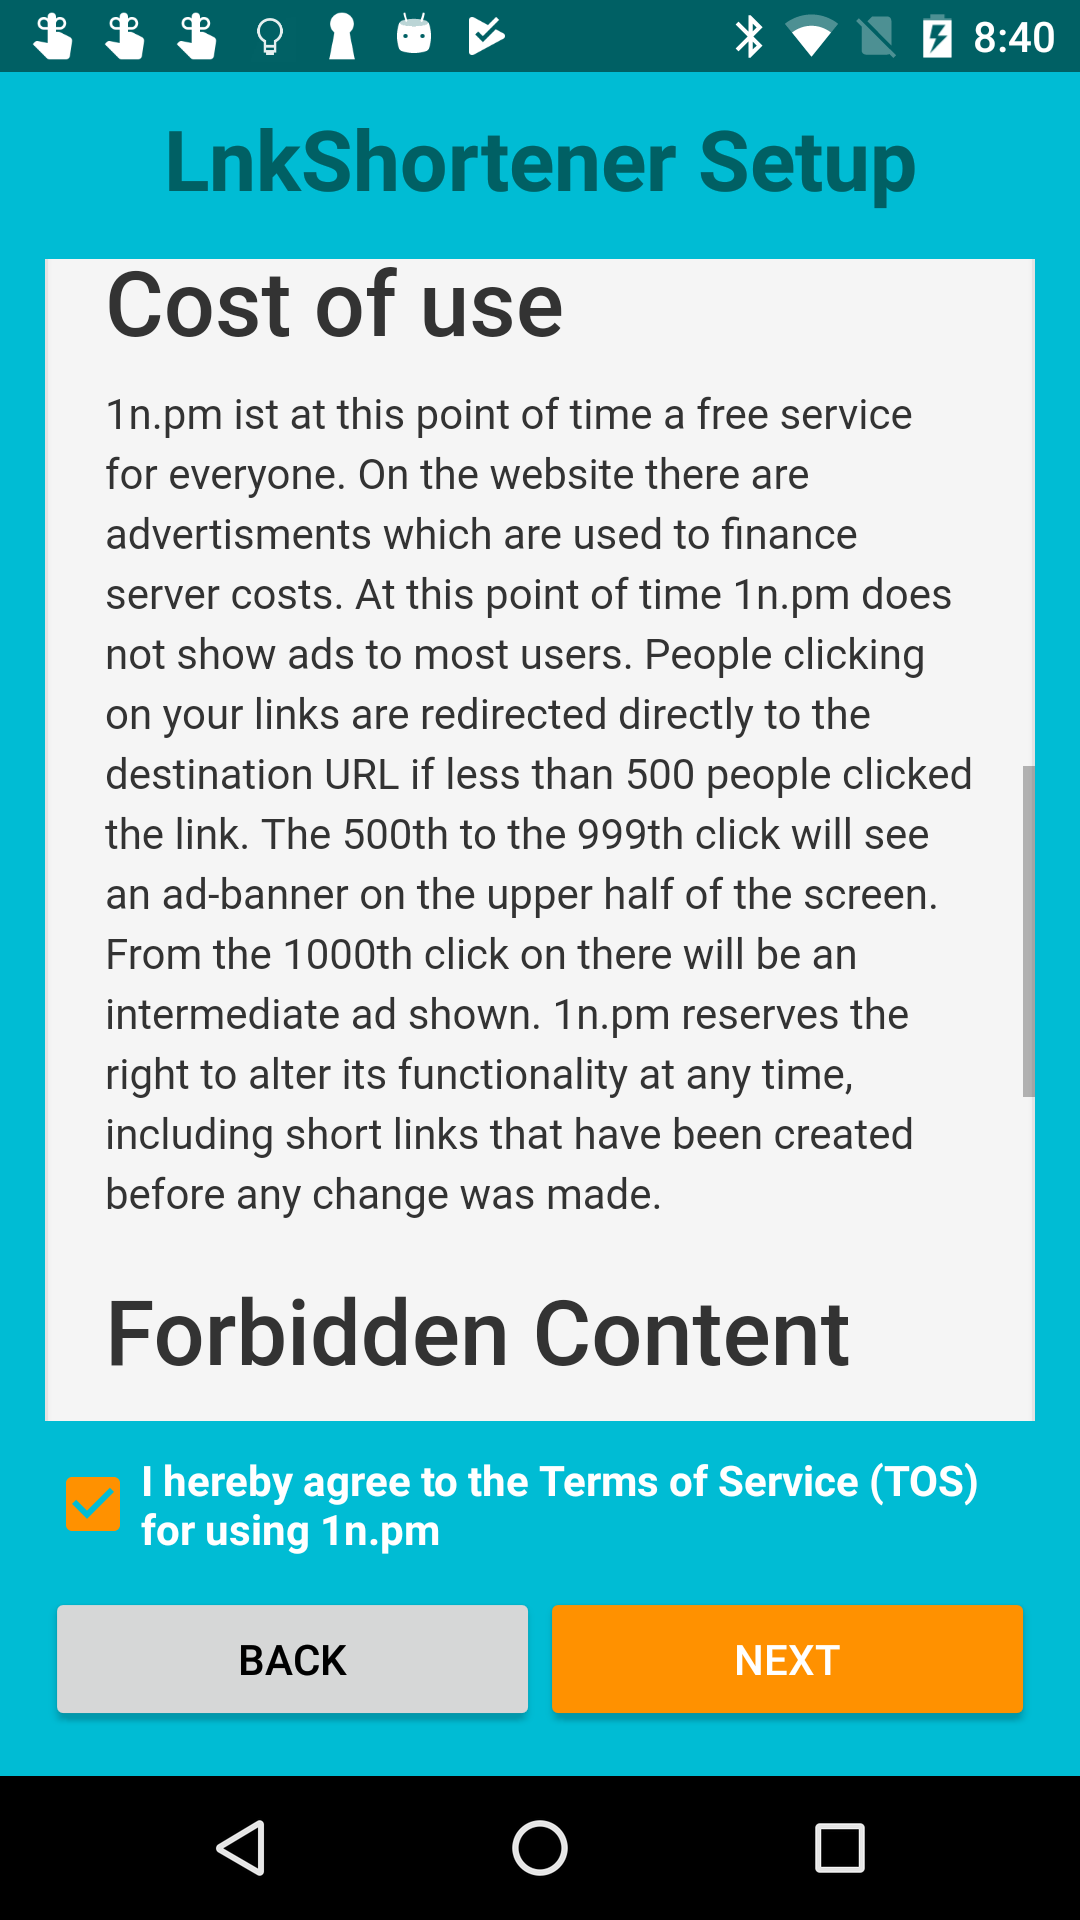 8:40
LnkShortener Setup
Cost of use
1n.pm ist at this point of time a free service
for everyone. On the website there are
advertisments which are used to finance
server costs. At this point of time 1n.pm does
not show ads to most users. People clicking
on your links are redirected directly to the
destination URL if less than 500 people clicked
the link. The 500th to the 999th click will see
an ad-banner on the upper half of the screen.
From the 1000th click on there will be an
intermediate ad shown. 1n.pm reserves the
right to alter its functionality at any time,
including short links that have been created
before any change was made.
Forbidden Content
I hereby agree to the Terms of Service (TOS)
for using 1n.pm
BACK
NEXT